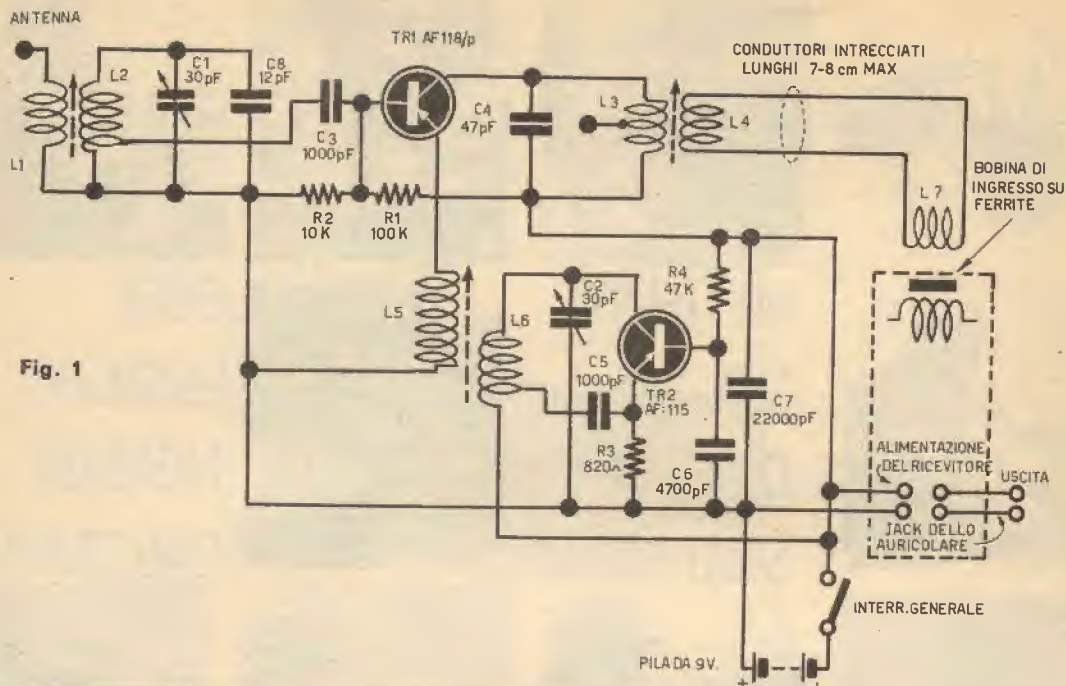 ANTENNA
L1
L2
C1
30pF
C8
12pF
C3
1000pF
TR1 AF118/p
C4
47pF
L3
L4
CONDUTTORI INTRECCIATI
LUNGHI 7-8 cm MAX
L7
BOBINA DI
INGRESSO SU
FERRITE
R2
10K
R1
100K
L5
L6
C2
30pF
C5
1000pF
TR2
AF:115
R3
820Ω
R4
47K
C6
4700pF
C7
22000pF
Fig. 1
ALIMENTAZIONE
DEL RICEVITORE
USCITA
JACK DELLO
AURICOLARE
INTERR.GENERALE
PILA DA 9V.
+
-